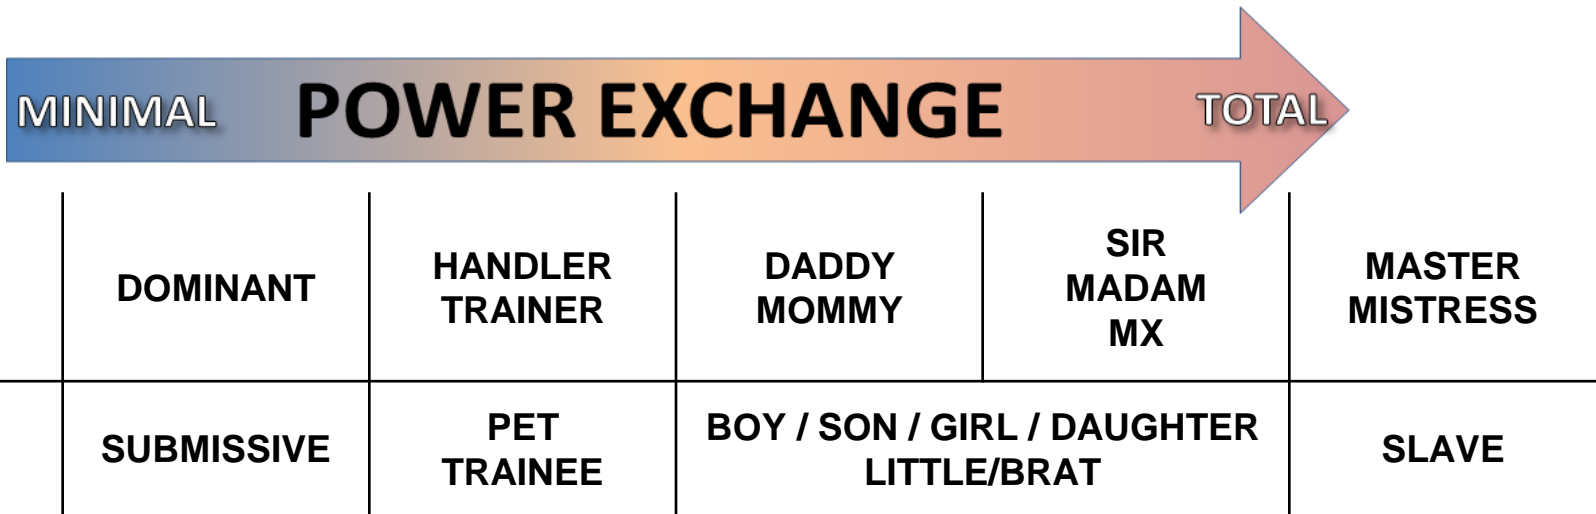 MINIMAL POWER EXCHANGE TOTAL
DOMINANT
HANDLER
TRAINER
DADDY
MOMMY
SIR
MADAM
MX
MASTER
MISTRESS
SUBMISSIVE
PET
TRAINEE
BOY / SON / GIRL / DAUGHTER
LITTLE/BRAT
SLAVE